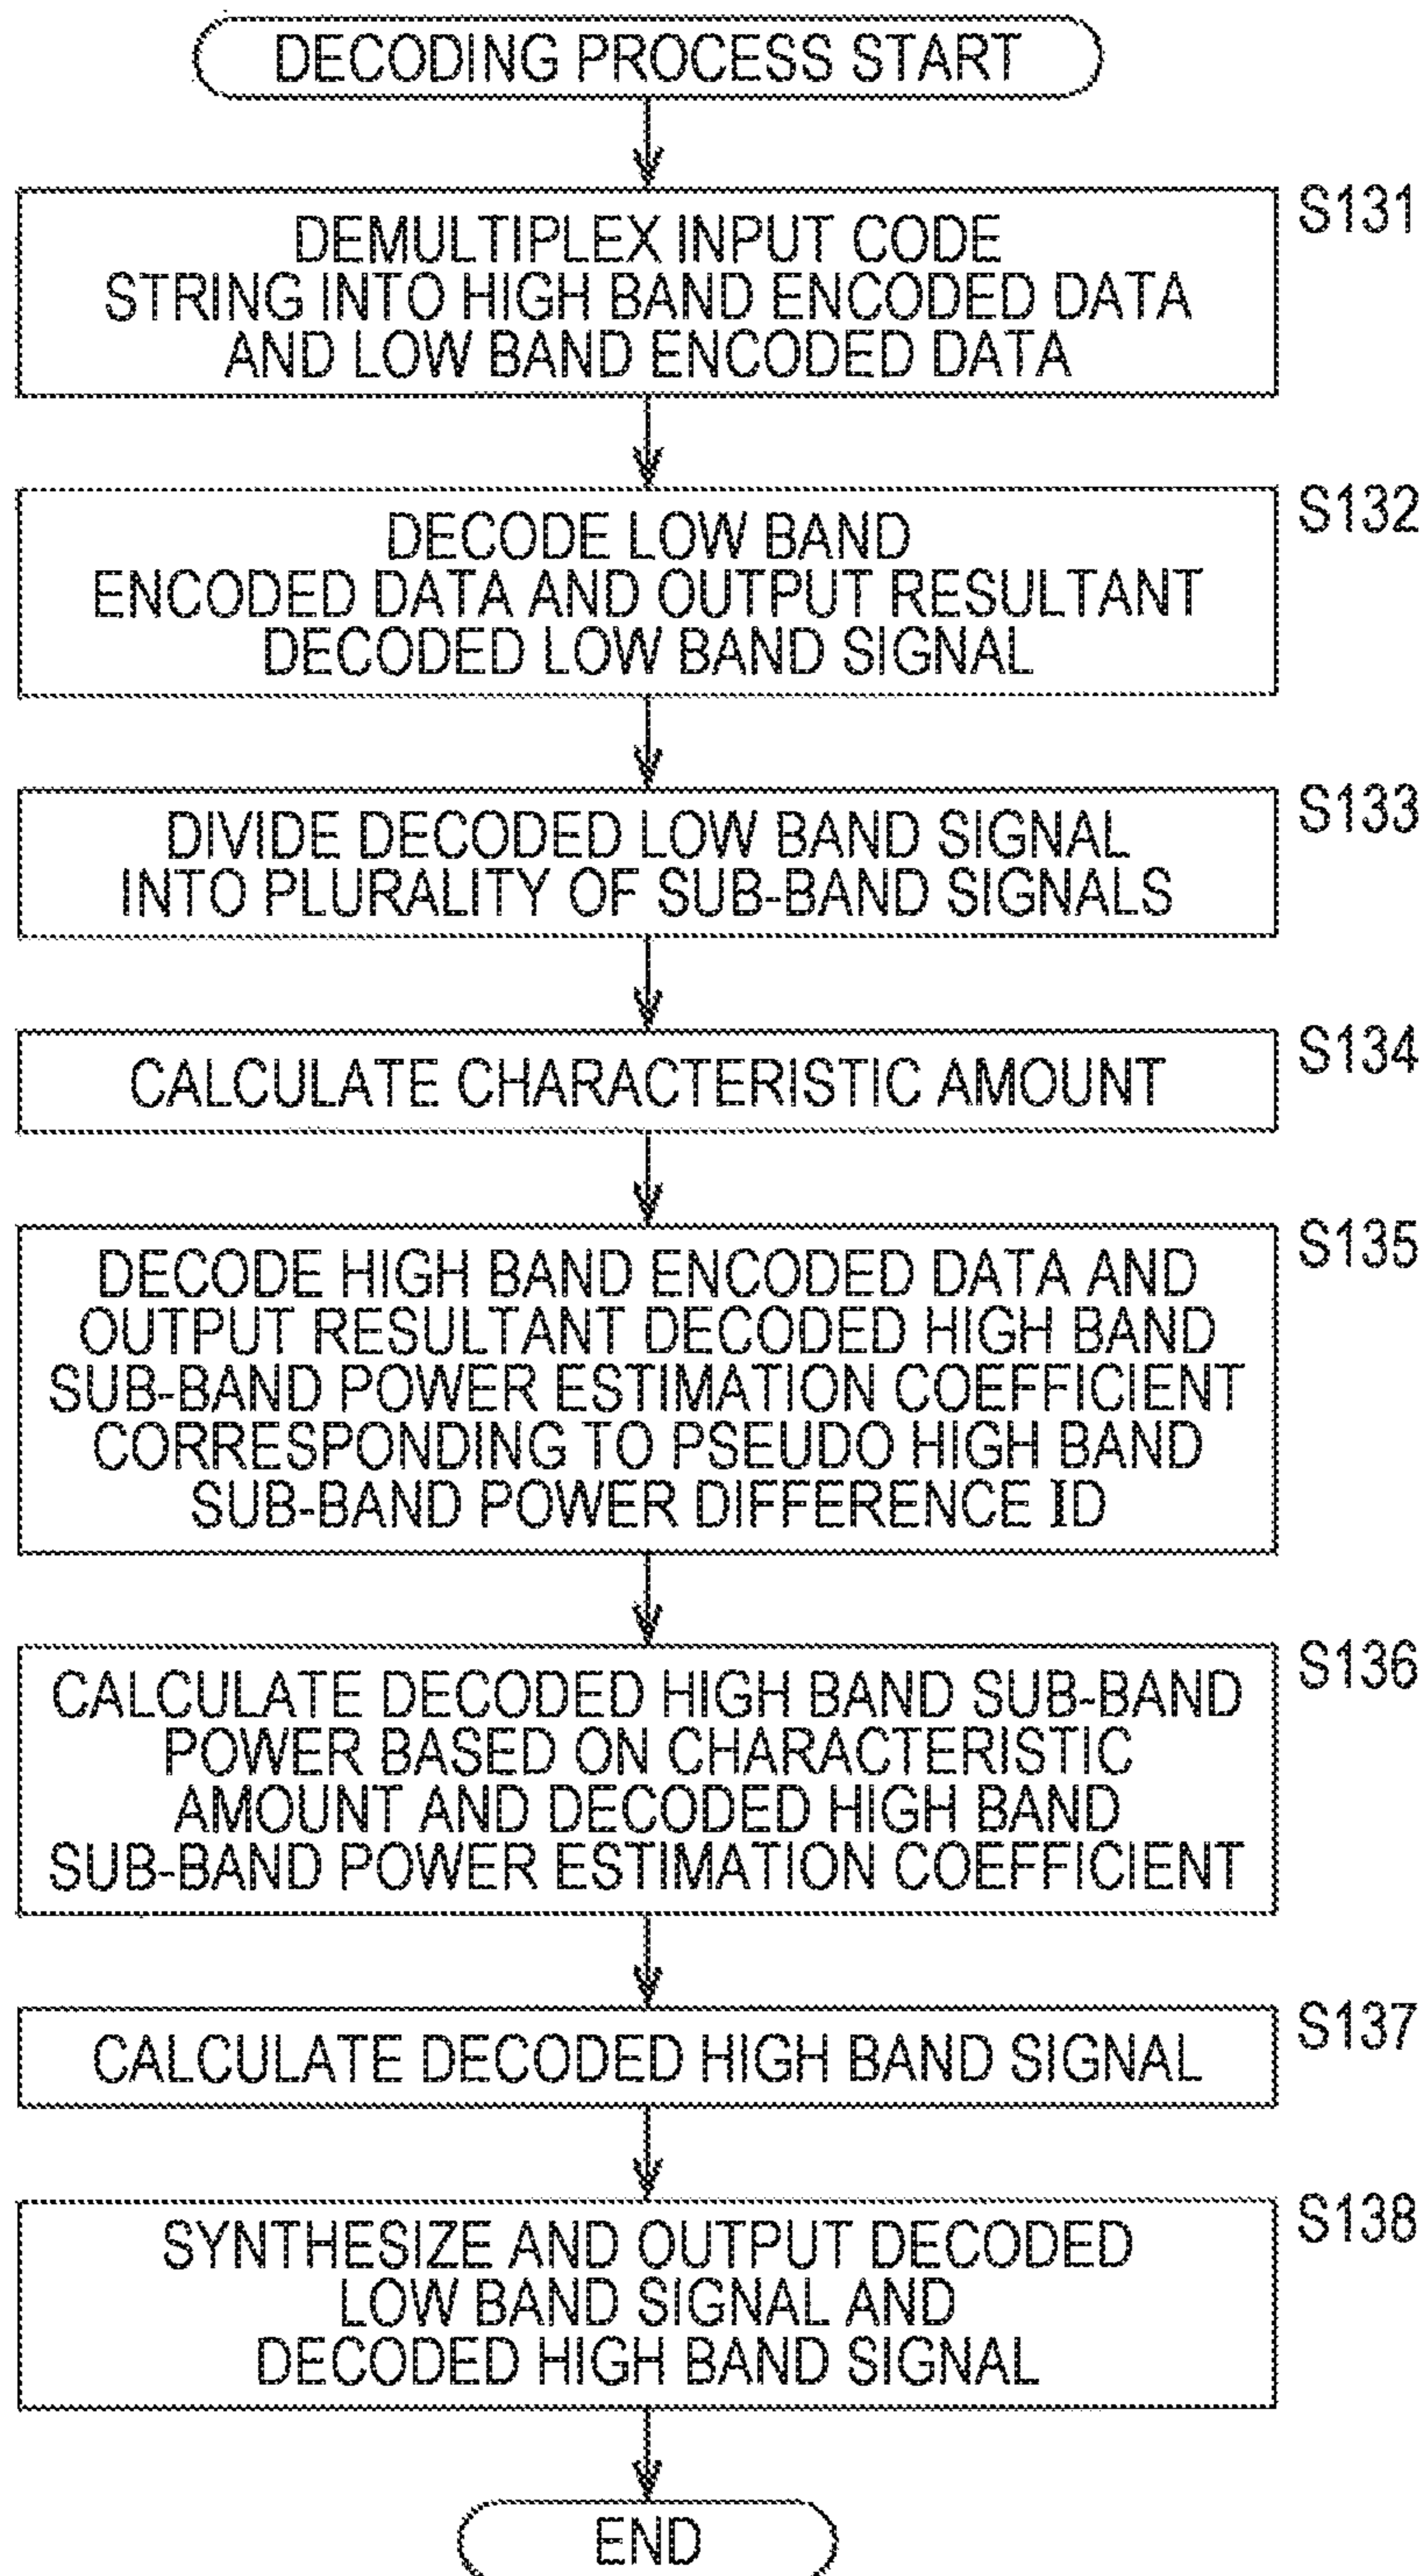 DECODING PROCESS START
S131
DEMULTIPLEX INPUT CODE
STRING INTO HIGH BAND ENCODED DATA
AND LOW BAND ENCODED DATA
S132
DECODE LOW BAND
ENCODED DATA AND OUTPUT RESULTANT
DECODED LOW BAND SIGNAL
S133
DIVIDE DECODED LOW BAND SIGNAL
INTO PLURALITY OF SUB-BAND SIGNALS
S134
CALCULATE CHARACTERISTIC AMOUNT
S135
DECODE HIGH BAND ENCODED DATA AND
OUTPUT RESULTANT DECODED HIGH BAND
SUB-BAND POWER ESTIMATION COEFFICIENT
CORRESPONDING TO PSEUDO HIGH BAND
SUB-BAND POWER DIFFERENCE ID
S136
CALCULATE DECODED HIGH BAND SUB-BAND
POWER BASED ON CHARACTERISTIC
AMOUNT AND DECODED HIGH BAND
SUB-BAND POWER ESTIMATION COEFFICIENT
S137
CALCULATE DECODED HIGH BAND SIGNAL
S138
SYNTHESIZE AND OUTPUT DECODED
LOW BAND SIGNAL AND
DECODED HIGH BAND SIGNAL
END